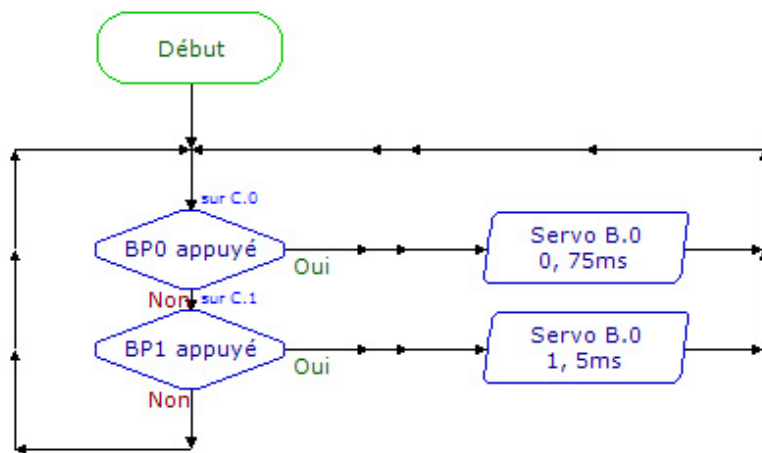 Début
sur C.0
BP0 appuyé
Oui
Servo B.0
0, 75ms
Non
sur C.1
BP1 appuyé
Oui
Servo B.0
1, 5ms
Non